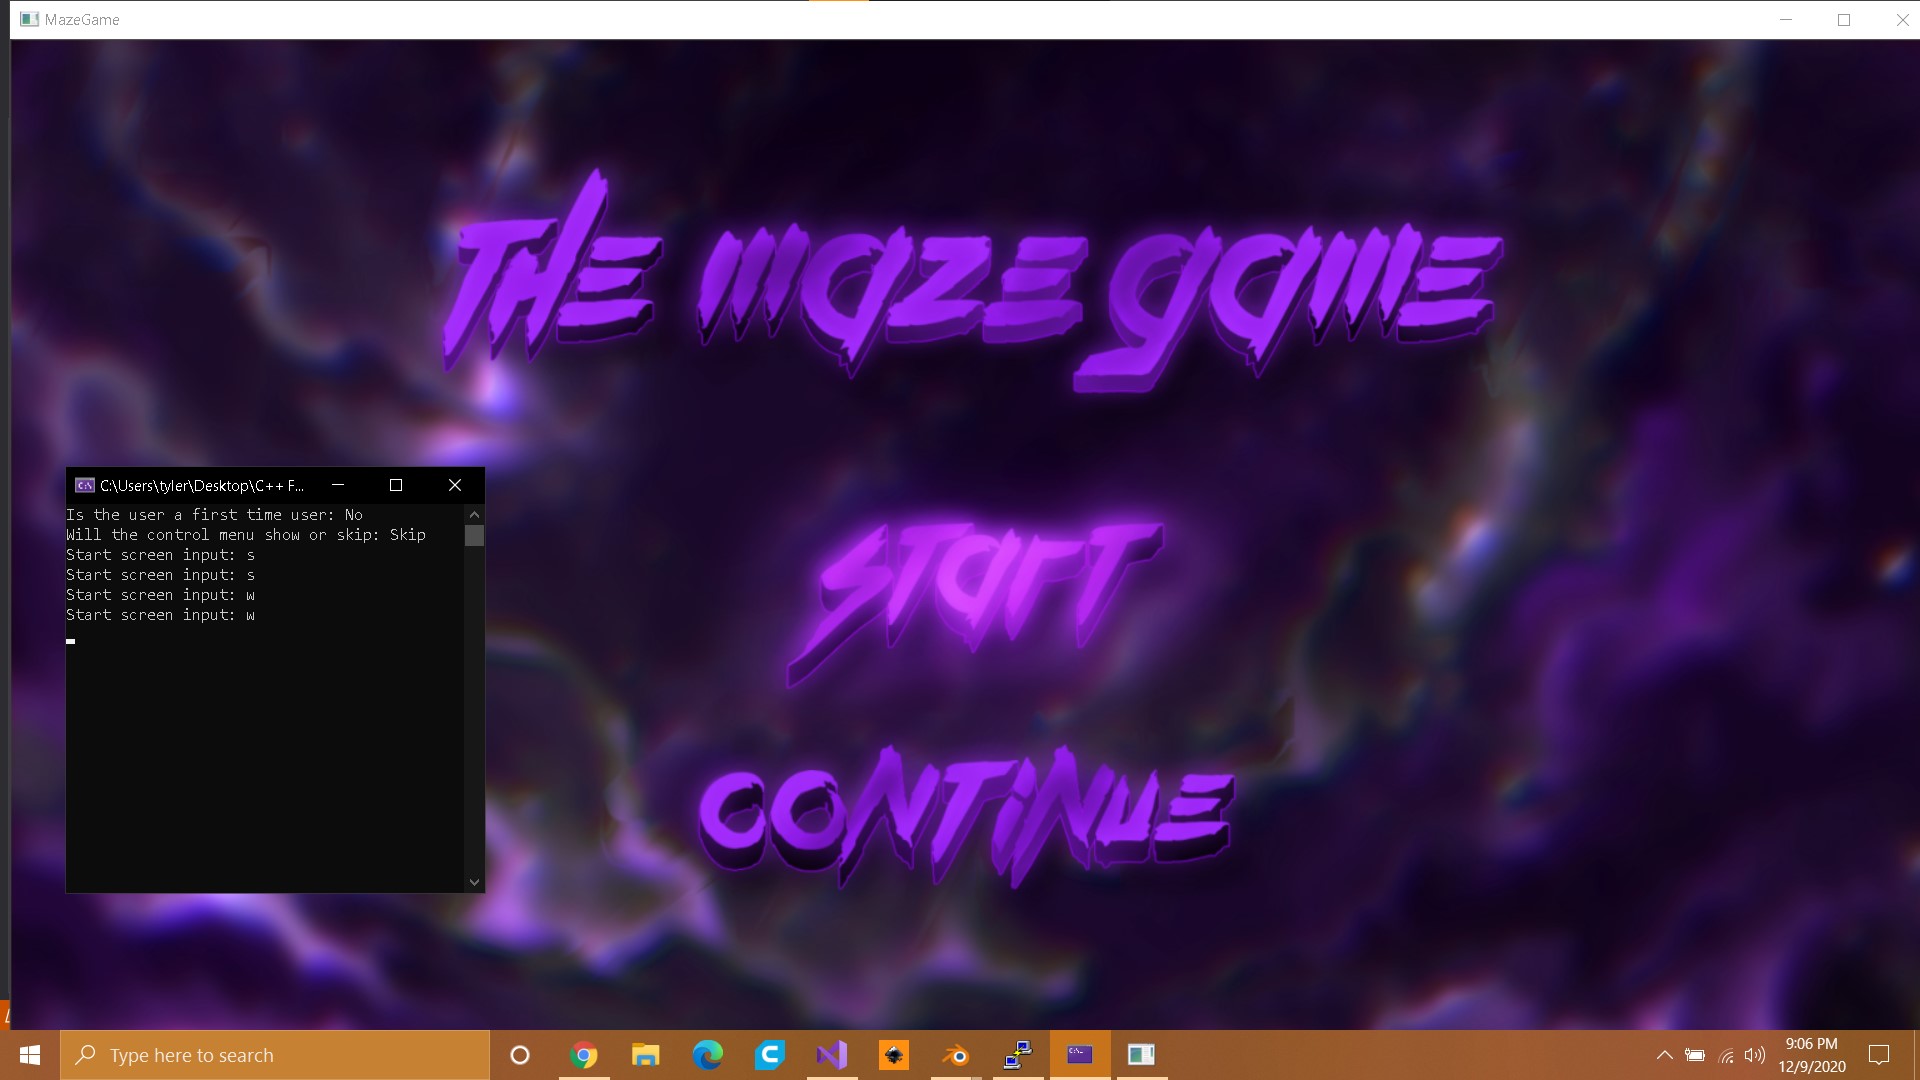 MazeGame
THE MAZE GAME
START
CONTINUE
C:\Users\tyler\Desktop\C++ F...
Is the user a first time user: No
Will the control menu show or skip: Skip
Start screen input: s
Start screen input: s
Start screen input: w
Start screen input: w
Type here to search
9:06 PM
12/9/2020